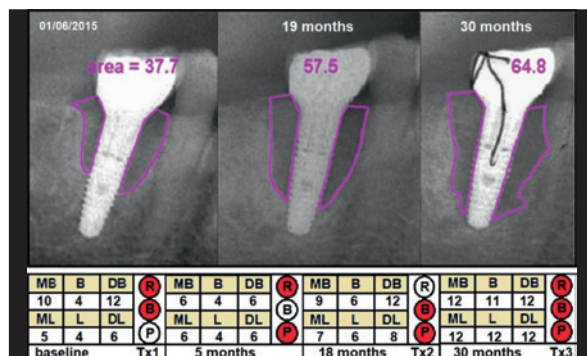 01/06/2015 19 months 30 months
area = 37.7 57.5 64.8
MB B DB R MB B DB R MB B DB R MB B DB R
10 4 12 B 6 4 6 B 9 6 12 B 12 11 12 B
ML L DL P ML L DL P ML L DL P ML L DL P
5 4 6 6 4 6 7 6 8 12 12 12
baseline Tx1 5 months 18 months Tx2 30 months Tx3